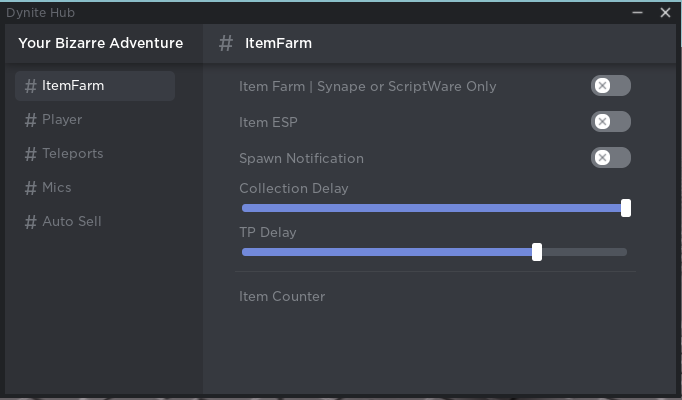 Dynite Hub
Your Bizarre Adventure
# ItemFarm
# Player
# Teleports
# Mics
# Auto Sell
# ItemFarm
Item Farm | Synape or ScriptWare Only
Item ESP
Spawn Notification
Collection Delay
TP Delay
Item Counter